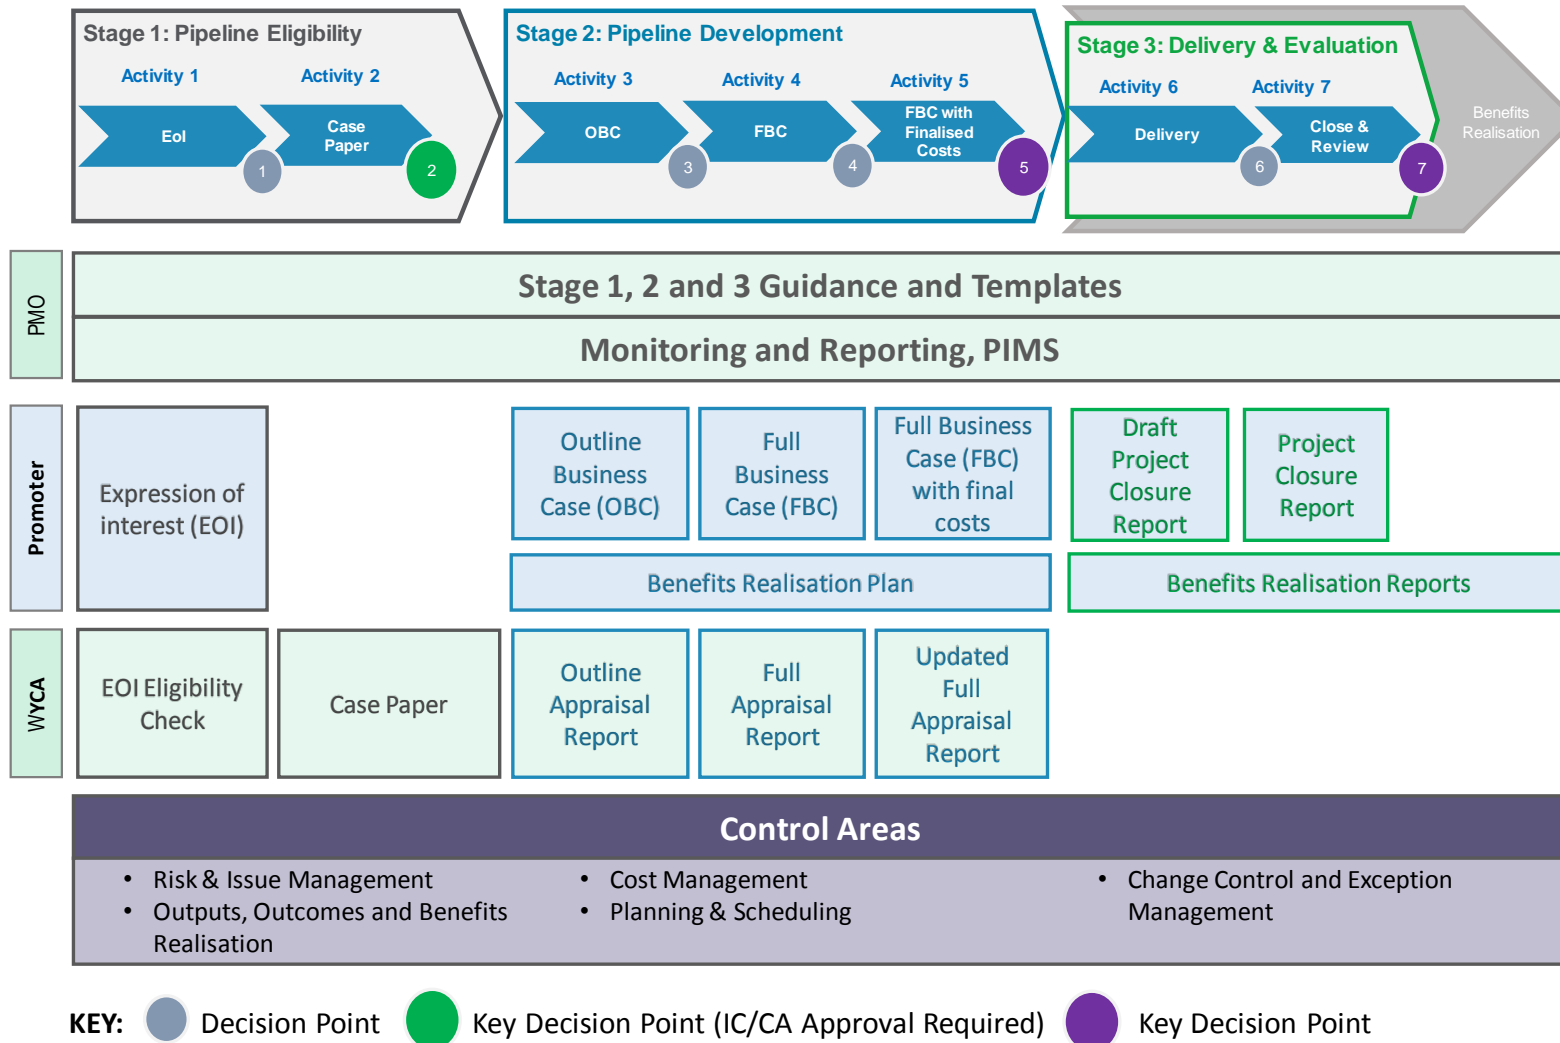 Stage 1: Pipeline Eligibility
Activity 1
Activity 2
EoI
Case
Paper
1
2
Stage 2: Pipeline Development
Activity 3
Activity 4
Activity 5
OBC
FBC
FBC with
Finalised
Costs
3
4
5
Stage 3: Delivery & Evaluation
Activity 6
Activity 7
Delivery
Close &
Review
6
7
Benefits
Realisation
PMO
Stage 1, 2 and 3 Guidance and Templates
Monitoring and Reporting, PIMS
Promoter
Expression of
interest (EOI)
Outline
Business
Case (OBC)
Full
Business
Case (FBC)
Full Business
Case (FBC)
with final
costs
Draft
Project
Closure
Report
Project
Closure
Report
Benefits Realisation Plan
Benefits Realisation Reports
WYCA
EOI Eligibility
Check
Case Paper
Outline
Appraisal
Report
Full
Appraisal
Report
Updated
Full
Appraisal
Report
Control Areas
• Risk & Issue Management
• Outputs, Outcomes and Benefits
Realisation
• Cost Management
• Planning & Scheduling
• Change Control and Exception
Management
KEY: Decision Point Key Decision Point (IC/CA Approval Required) Key Decision Point